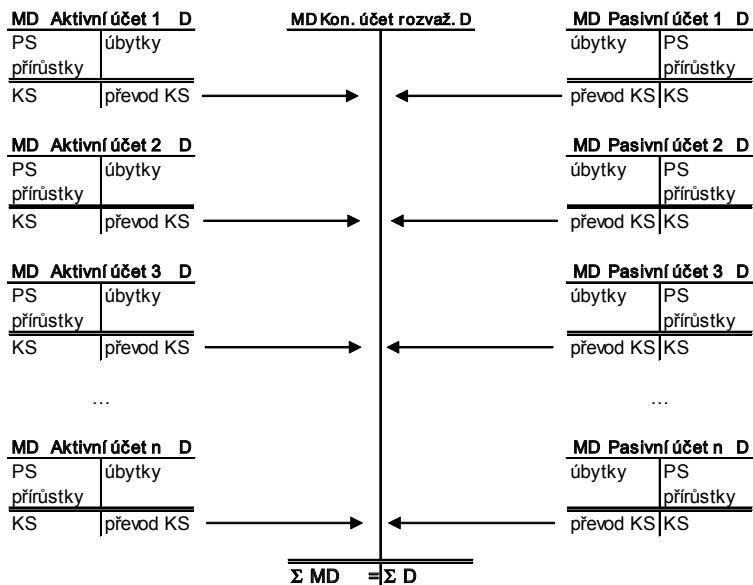 MD Aktivní účet 1 D
PS úbytky
přírůstky
KS převod KS
MD Kon. účet rozvaž. D
MD Pasivní účet 1 D
úbytky PS
přírůstky
převod KS KS
MD Aktivní účet 2 D
PS úbytky
přírůstky
KS převod KS
MD Pasivní účet 2 D
úbytky PS
přírůstky
převod KS KS
MD Aktivní účet 3 D
PS úbytky
přírůstky
KS převod KS
MD Pasivní účet 3 D
úbytky PS
přírůstky
převod KS KS
...
...
MD Aktivní účet n D
PS úbytky
přírůstky
KS převod KS
MD Pasivní účet n D
úbytky PS
přírůstky
převod KS KS
Σ MD = Σ D